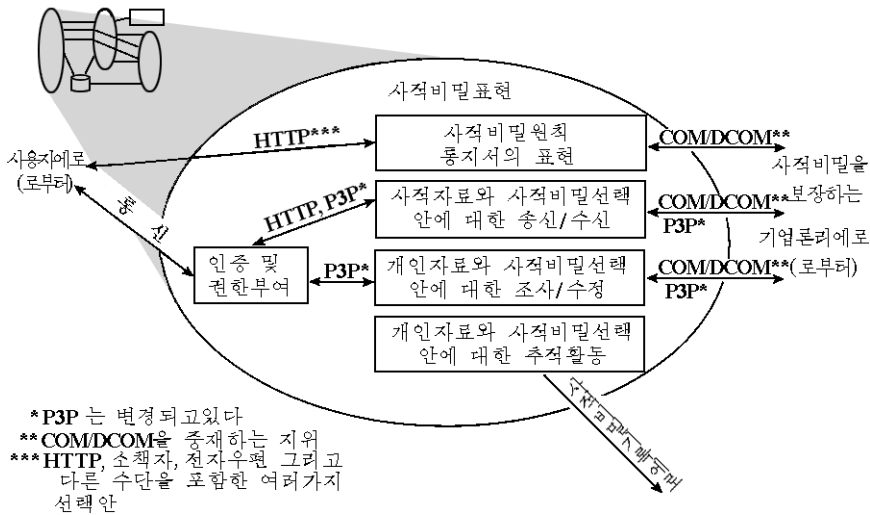 사적비밀표현
HTTP***
사적비밀원칙
통지서의 표현
COM/DCOM**
사용자에로
(로부터)
사적비밀을
보장하는
기업론리에로
(로부터)
통 신
HTTP, P3P*
사적자료와 사적비밀선택
안에 대한 송신/수신
COM/DCOM**
P3P*
인증 및
권한부여
P3P*
개인자료와 사적비밀선택
안에 대한 조사/수정
COM/DCOM**
P3P*
개인자료와 사적비밀선택
안에 대한 추적활동
사적비밀기록에로
*P3P 는 변경되고있다
**COM/DCOM을 중재하는 지위
***HTTP, 소책자, 전자우편 그리고
다른 수단을 포함한 여러가지
선택안